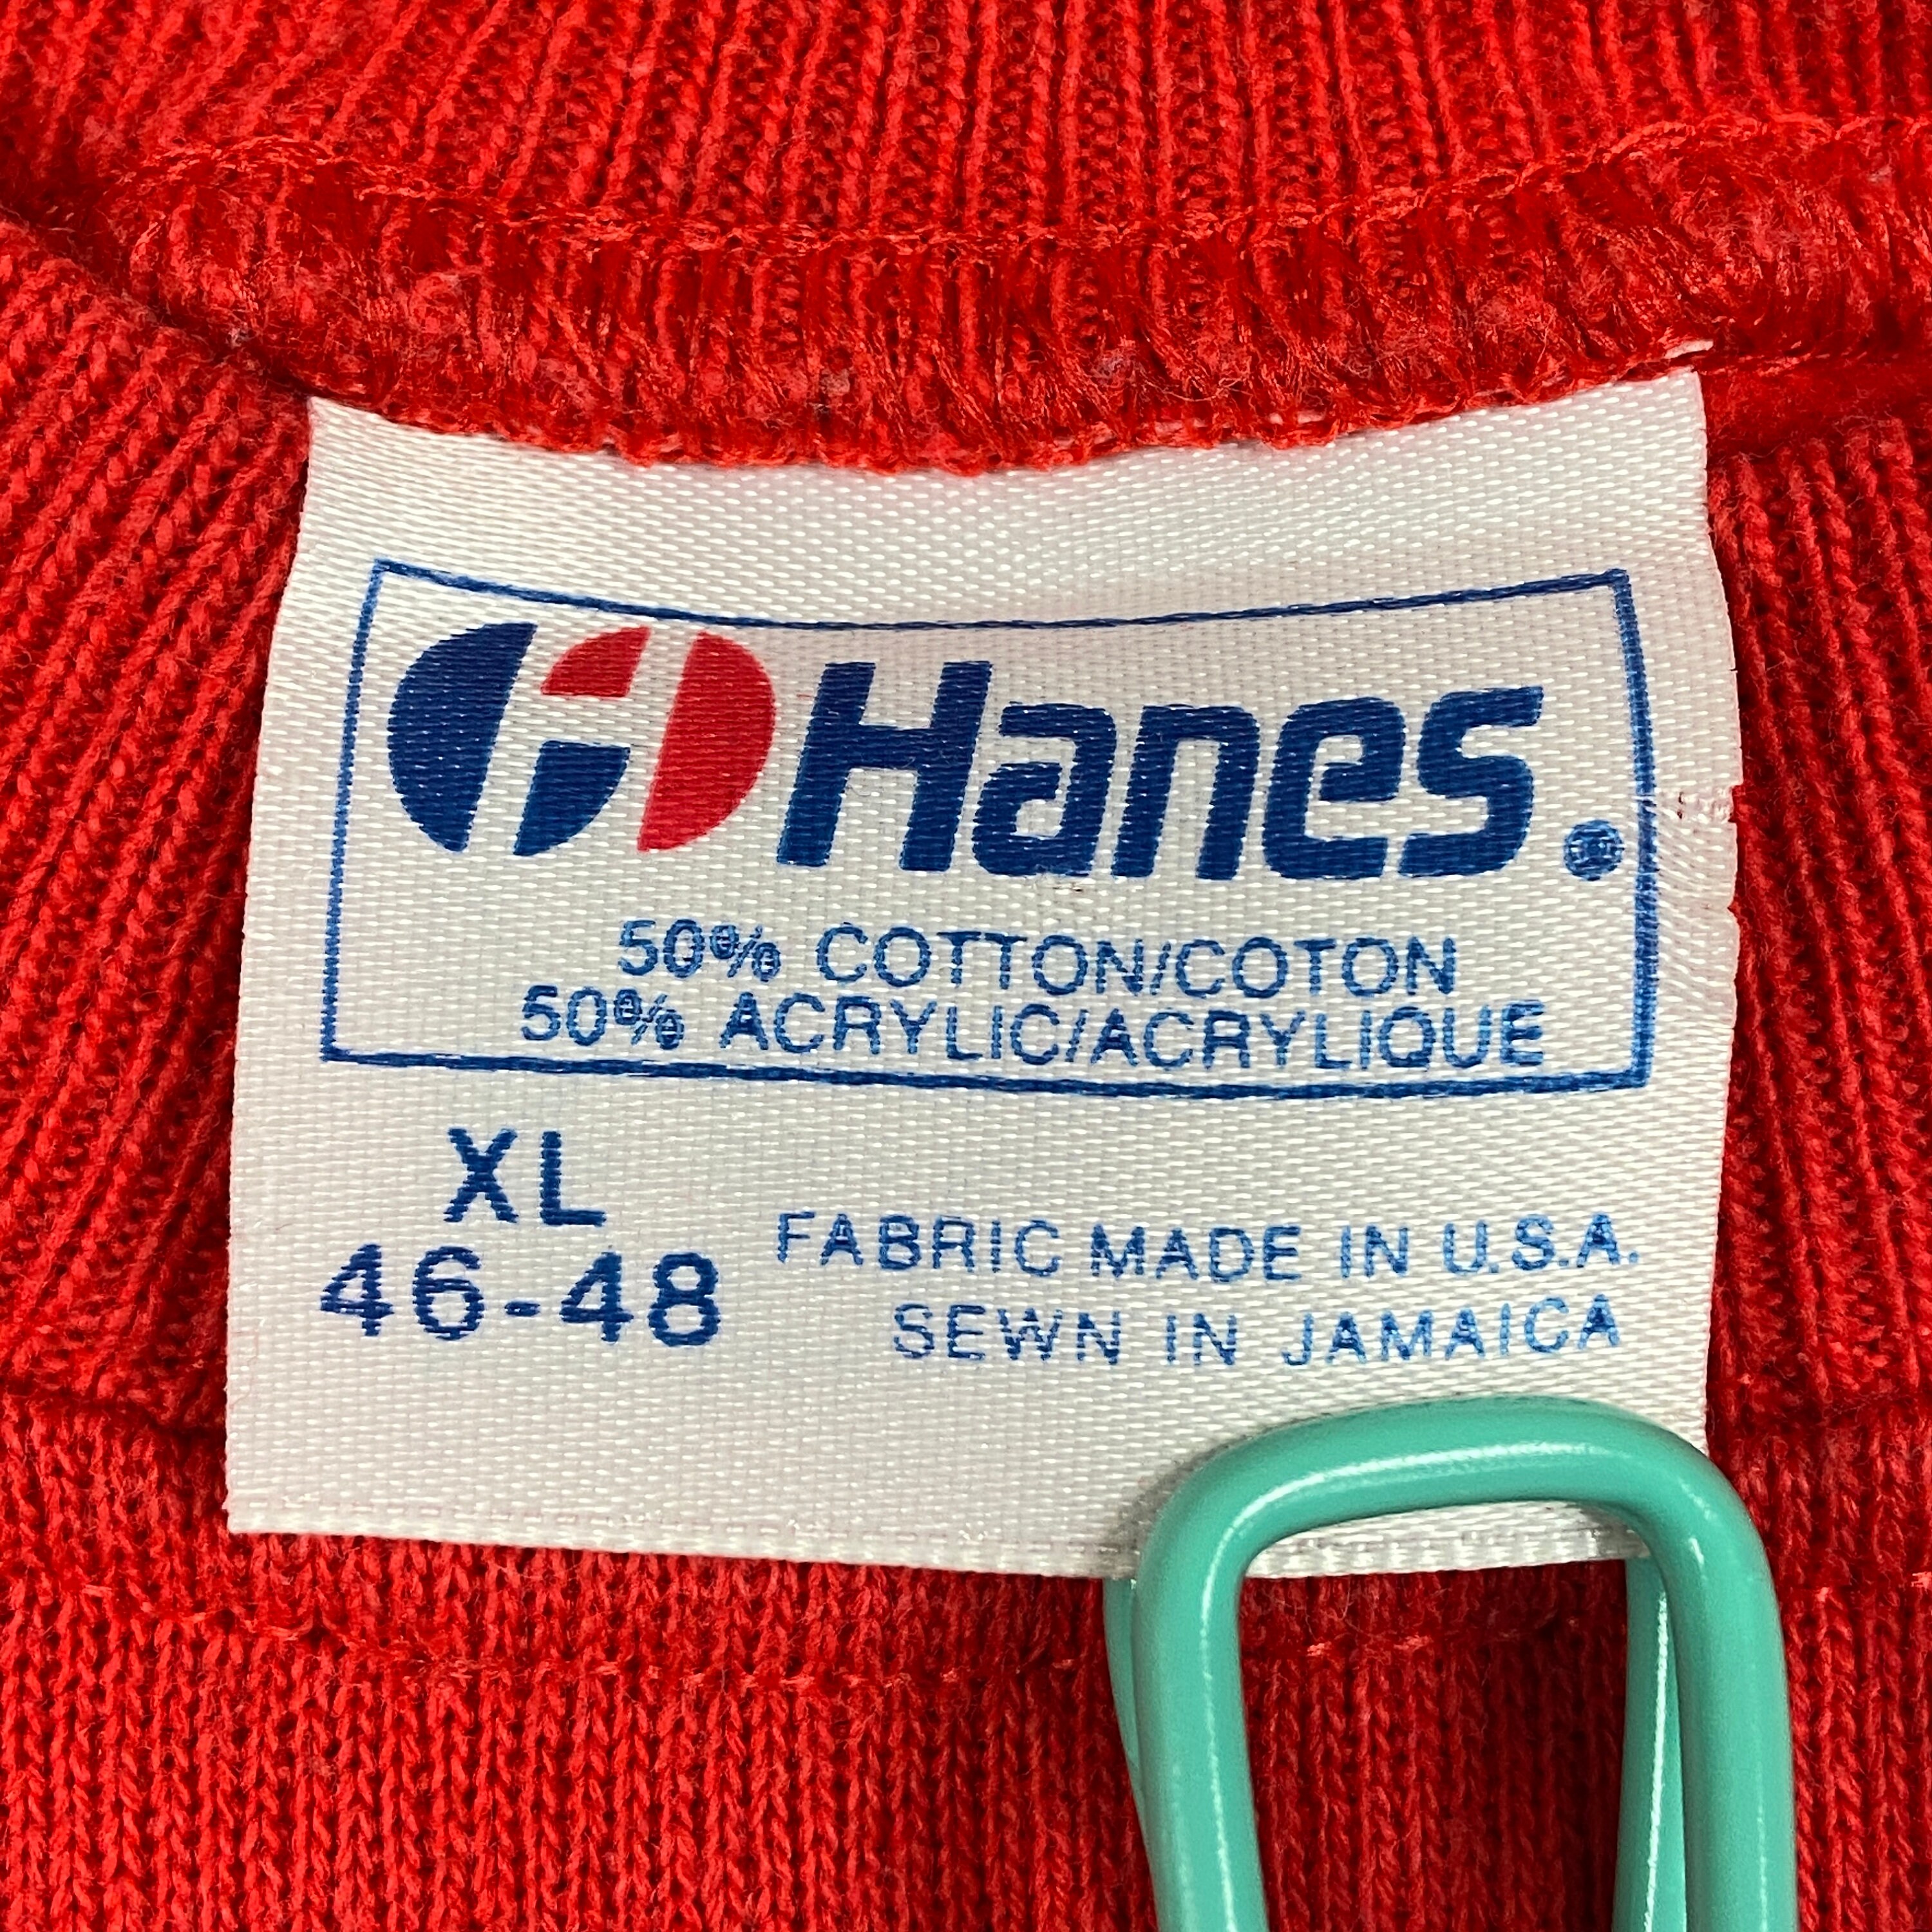 Hanes®
50% COTTON/COTON
50% ACRYLIC/ACRYLIQUE
XL
46-48
FABRIC MADE IN U.S.A.
SEWN IN JAMAICA